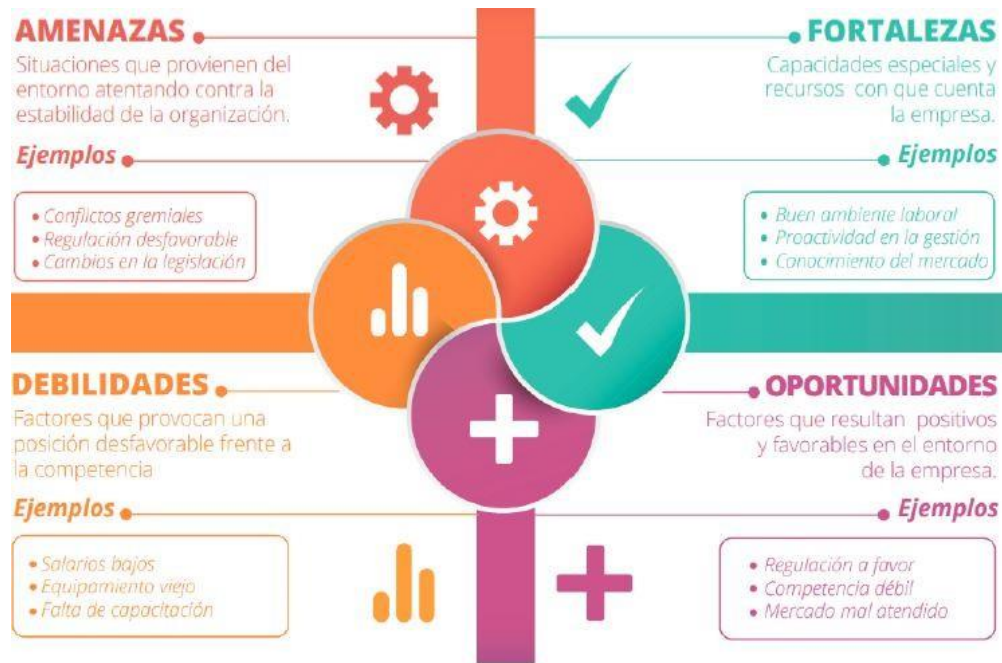 AMENAZAS
Situaciones que provienen del
entorno atentando contra la
estabilidad de la organización.
Ejemplos
• Conflictos gremiales
• Regulación desfavorable
• Cambios en la legislación
FORTALEZAS
Capacidades especiales y
recursos con que cuenta
la empresa.
Ejemplos
• Buen ambiente laboral
• Proactividad en la gestión
• Conocimiento del mercado
DEBILIDADES
Factores que provocan una
posición desfavorable frente a
la competencia
Ejemplos
• Salarios bajos
• Equipamiento viejo
• Falta de capacitación
OPORTUNIDADES
Factores que resultan positivos
y favorables en el entorno
de la empresa.
Ejemplos
• Regulación a favor
• Competencia débil
• Mercado mal atendido